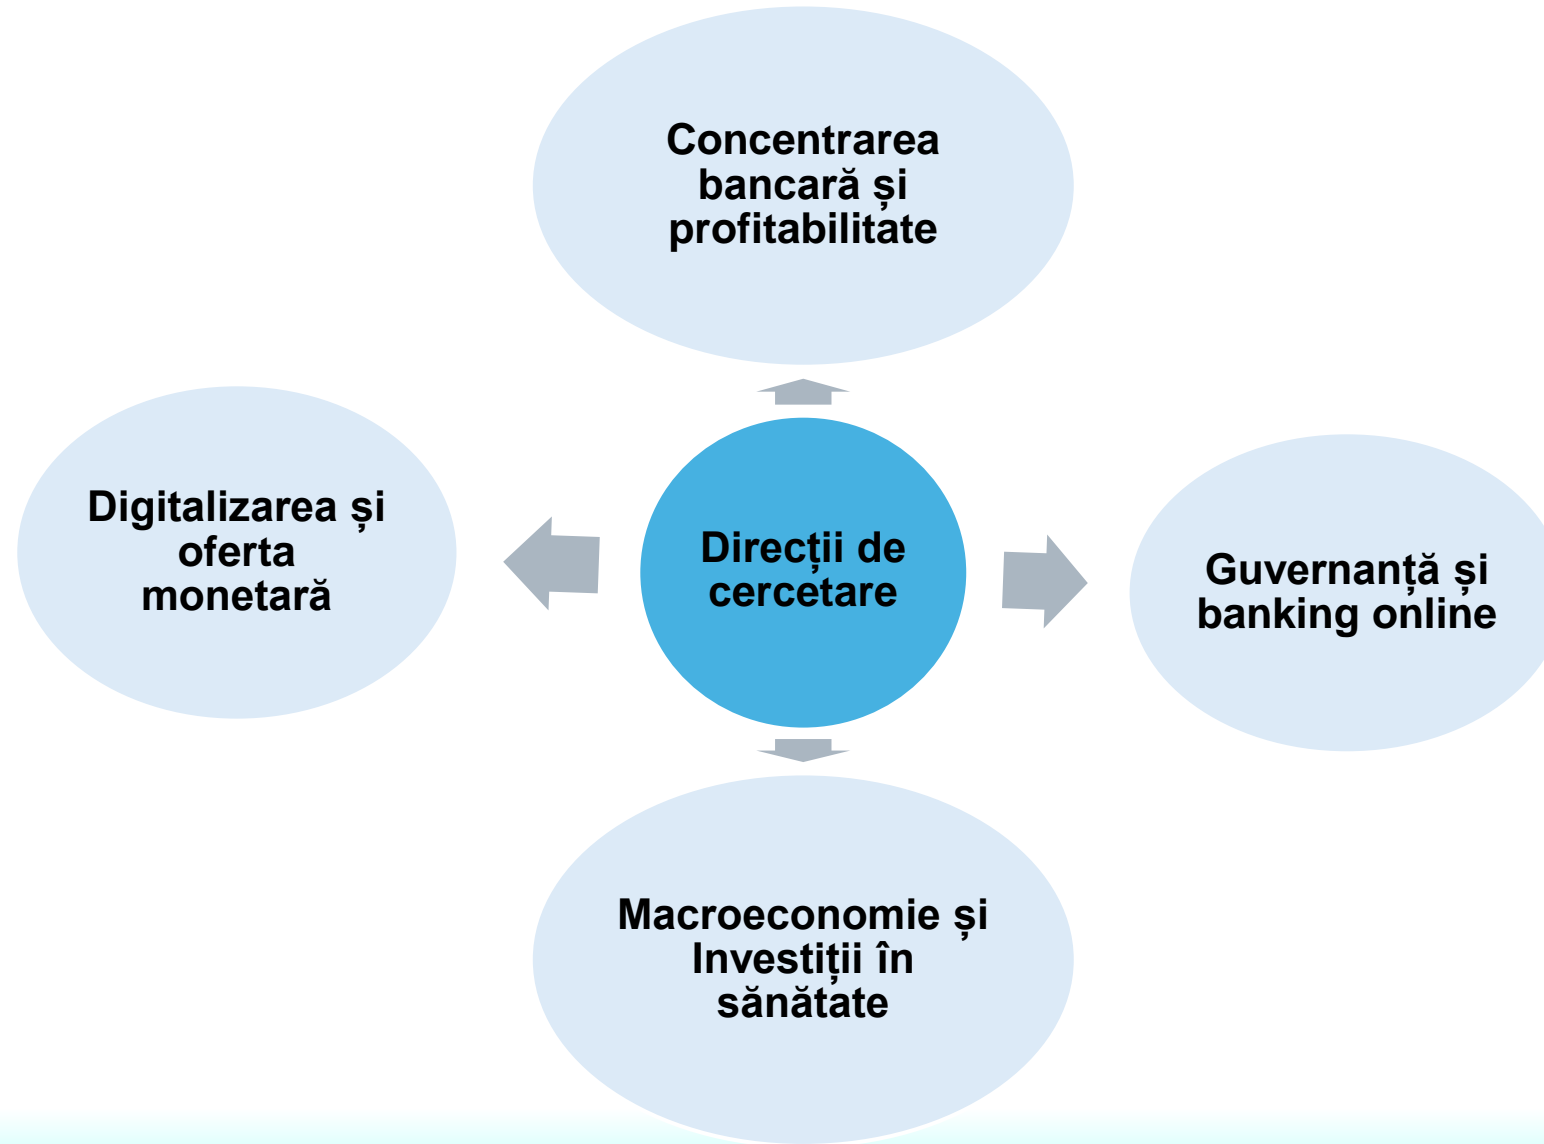 Concentrarea
bancară și
profitabilitate
Digitalizarea și
oferta
monetară
Direcții de
cercetare
Guvernanță și
banking online
Macroeconomie și
Investiții în
sănătate